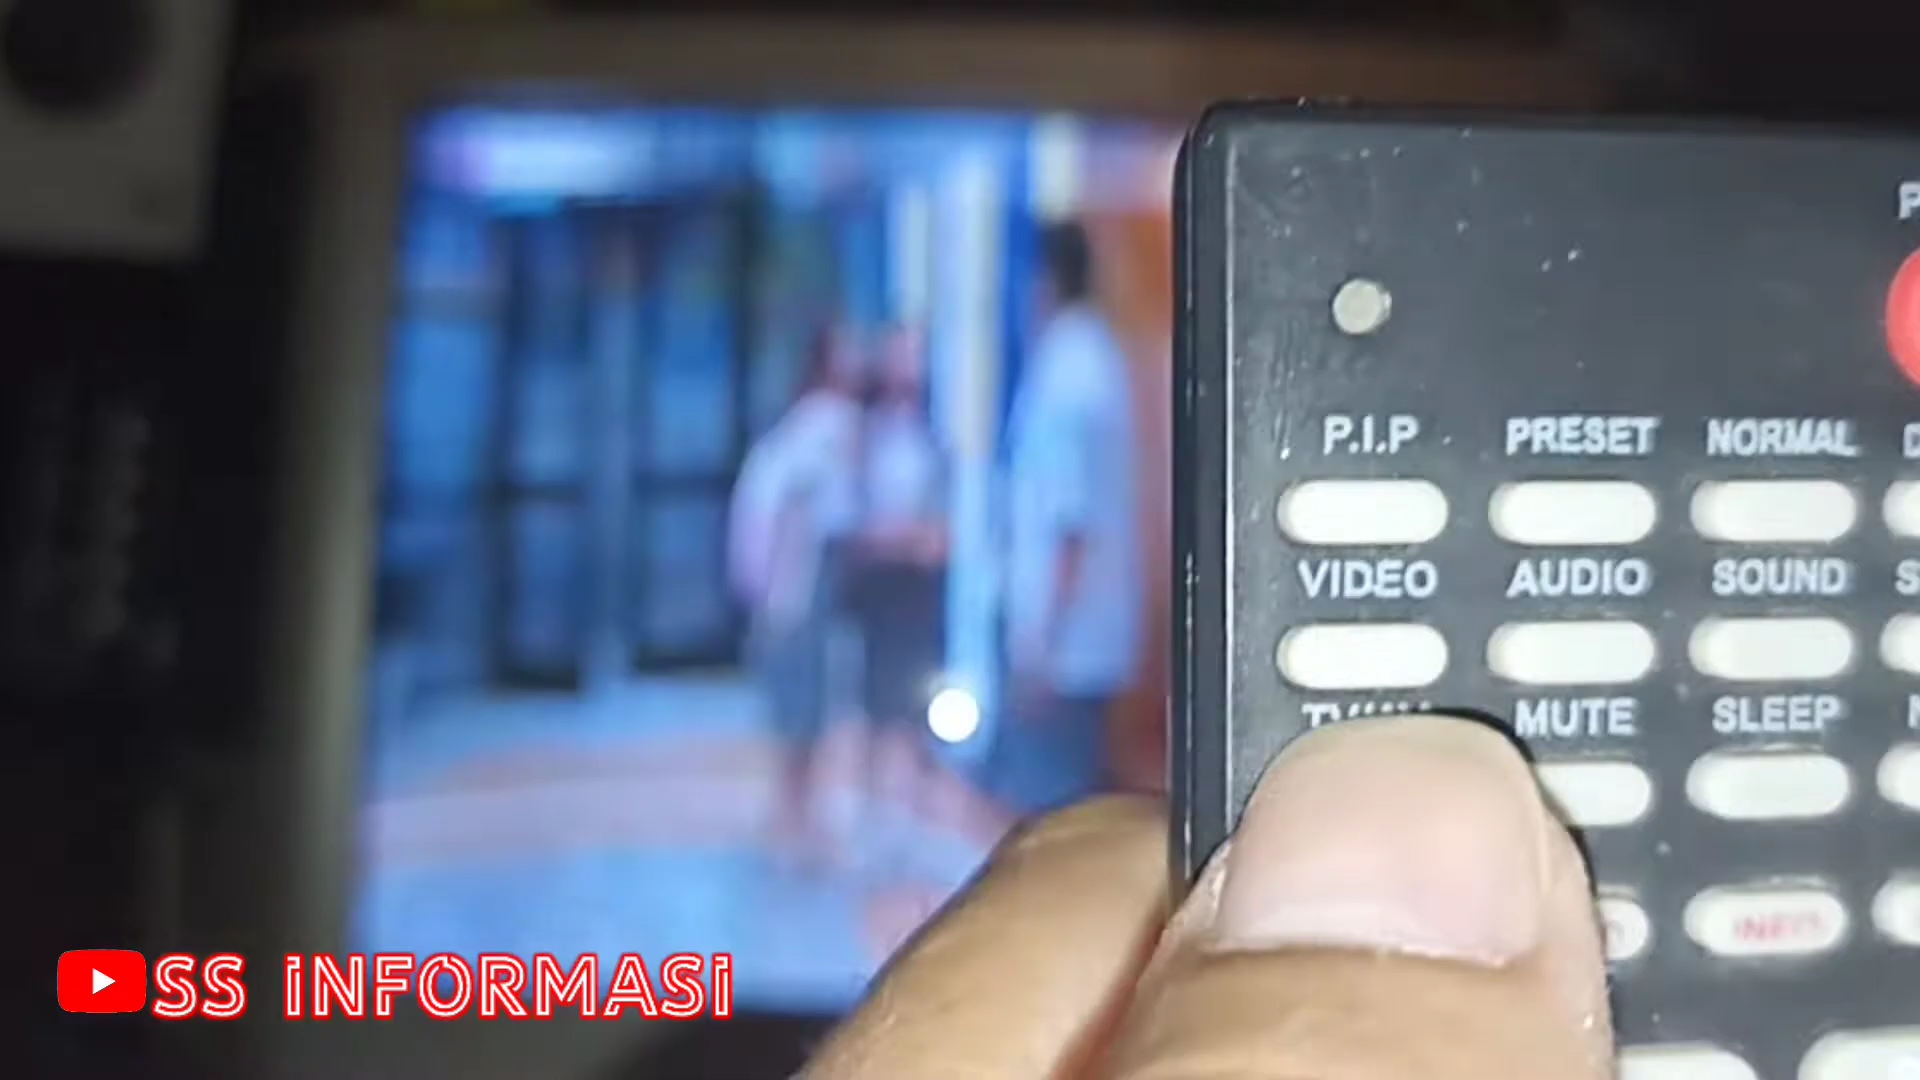 P.I.P PRESET NORMAL
VIDEO AUDIO SOUND
MUTE SLEEP
SS iNFORMASi